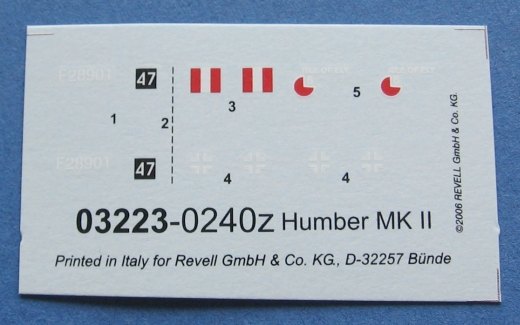 F28901 47
3 5
1 2
F28901 47
4 4
03223-0240z Humber MK II
Printed in Italy for Revell GmbH & Co. KG., D-32257 Bünde
©2006 REVELL GmbH & Co. KG.